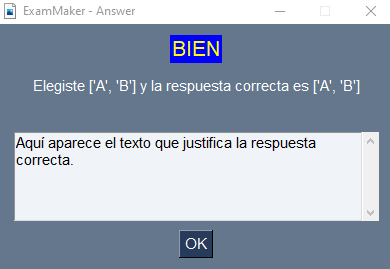 ExamMaker - Answer
BIEN
Elegiste ['A', 'B'] y la respuesta correcta es ['A', 'B']
Aquí aparece el texto que justifica la respuesta
correcta.
OK